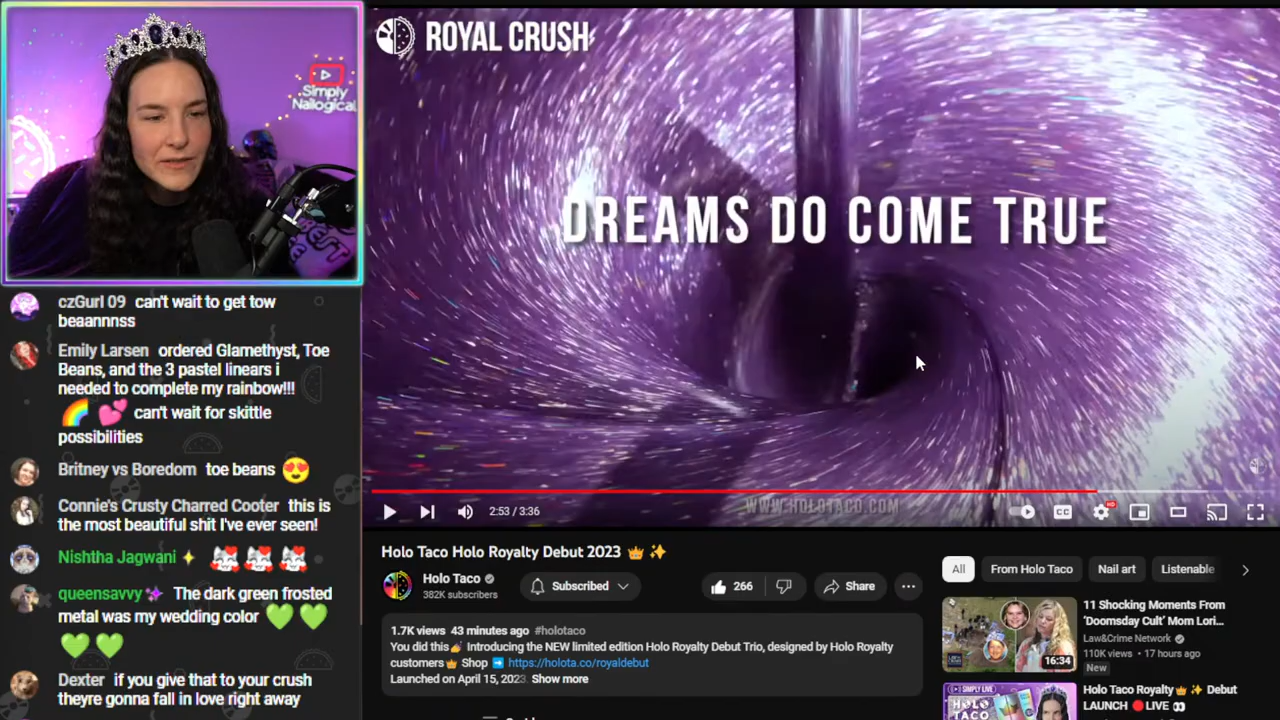 Simply
Nailogical
czGurl 09 can't wait to get tow
beaannnss
Emily Larsen ordered Glamethyst, Toe
Beans, and the 3 pastel linears i
needed to complete my rainbow!!!
🌈 💕 can't wait for skittle
possibilities
Britney vs Boredom toe beans 😍
Connie's Crusty Charred Cooter this is
the most beautiful shit I've ever seen!
Nishtha Jagwani
queensavvy The dark green frosted
metal was my wedding color 💚 💚
💚 💚
Dexter if you give that to your crush
theyre gonna fall in love right away
ROYAL CRUSH
DREAMS DO COME TRUE
WWW.HOLOTACO.COM
2:53 / 3:36
CC
HD
Holo Taco Holo Royalty Debut 2023 👑 ✨
Holo Taco
382K subscribers
Subscribed
266
Share
1.7K views 43 minutes ago #holotaco
You did this💅 Introducing the NEW limited edition Holo Royalty Debut Trio, designed by Holo Royalty
customers👑 Shop ➡️ https://holota.co/royaldebut
Launched on April 15, 2023. Show more
All
From Holo Taco
Nail art
Listenable
11 Shocking Moments From
'Doomsday Cult' Mom Lori...
Law&Crime Network
110K views • 17 hours ago
New
16:34
Holo Taco Royalty👑 ✨ Debut
LAUNCH 🔴LIVE 👀
SIMPLY LIVE
HOLO
TACO